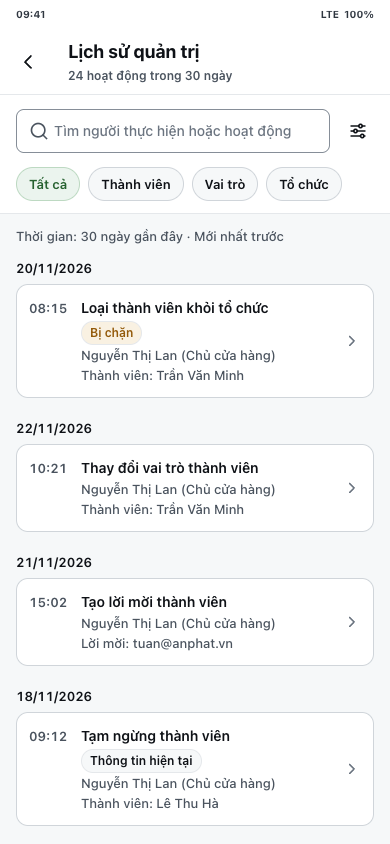 09:41 LTE 100%
Lịch sử quản trị
24 hoạt động trong 30 ngày
Tìm người thực hiện hoặc hoạt động
Tất cả Thành viên Vai trò Tổ chức
Thời gian: 30 ngày gần đây · Mới nhất trước
20/11/2026
08:15 Loại thành viên khỏi tổ chức
Bị chặn
Nguyễn Thị Lan (Chủ cửa hàng)
Thành viên: Trần Văn Minh
22/11/2026
10:21 Thay đổi vai trò thành viên
Nguyễn Thị Lan (Chủ cửa hàng)
Thành viên: Trần Văn Minh
21/11/2026
15:02 Tạo lời mời thành viên
Nguyễn Thị Lan (Chủ cửa hàng)
Lời mời: tuan@anphat.vn
18/11/2026
09:12 Tạm ngừng thành viên
Thông tin hiện tại
Nguyễn Thị Lan (Chủ cửa hàng)
Thành viên: Lê Thu Hà